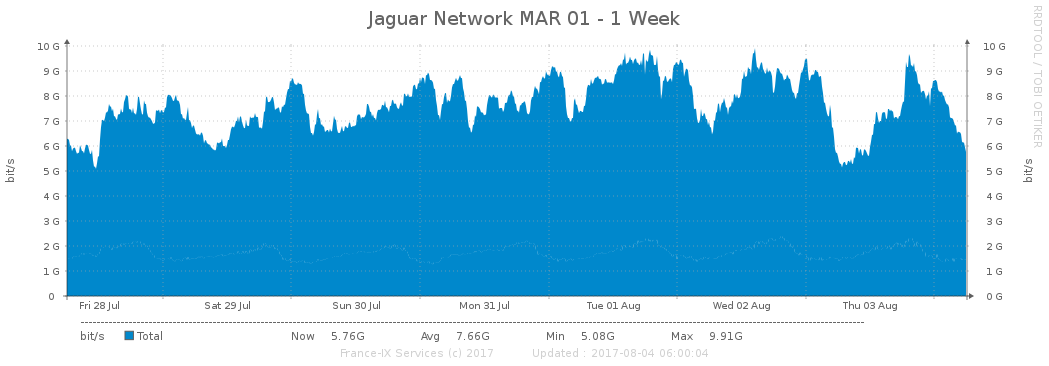 Jaguar Network MAR 01 - 1 Week
RRDTOOL / TOBI OETIKER
bit/s
10 G 10 G
9 G 9 G
8 G 8 G
7 G 7 G
6 G 6 G
5 G 5 G
4 G 4 G
3 G 3 G
2 G 2 G
1 G 1 G
0 0 G
bit/s
Fri 28 Jul Sat 29 Jul Sun 30 Jul Mon 31 Jul Tue 01 Aug Wed 02 Aug Thu 03 Aug
bit/s Total Now 5.76G Avg 7.66G Min 5.08G Max 9.91G
France-IX Services (c) 2017 Updated : 2017-08-04 06:00:04